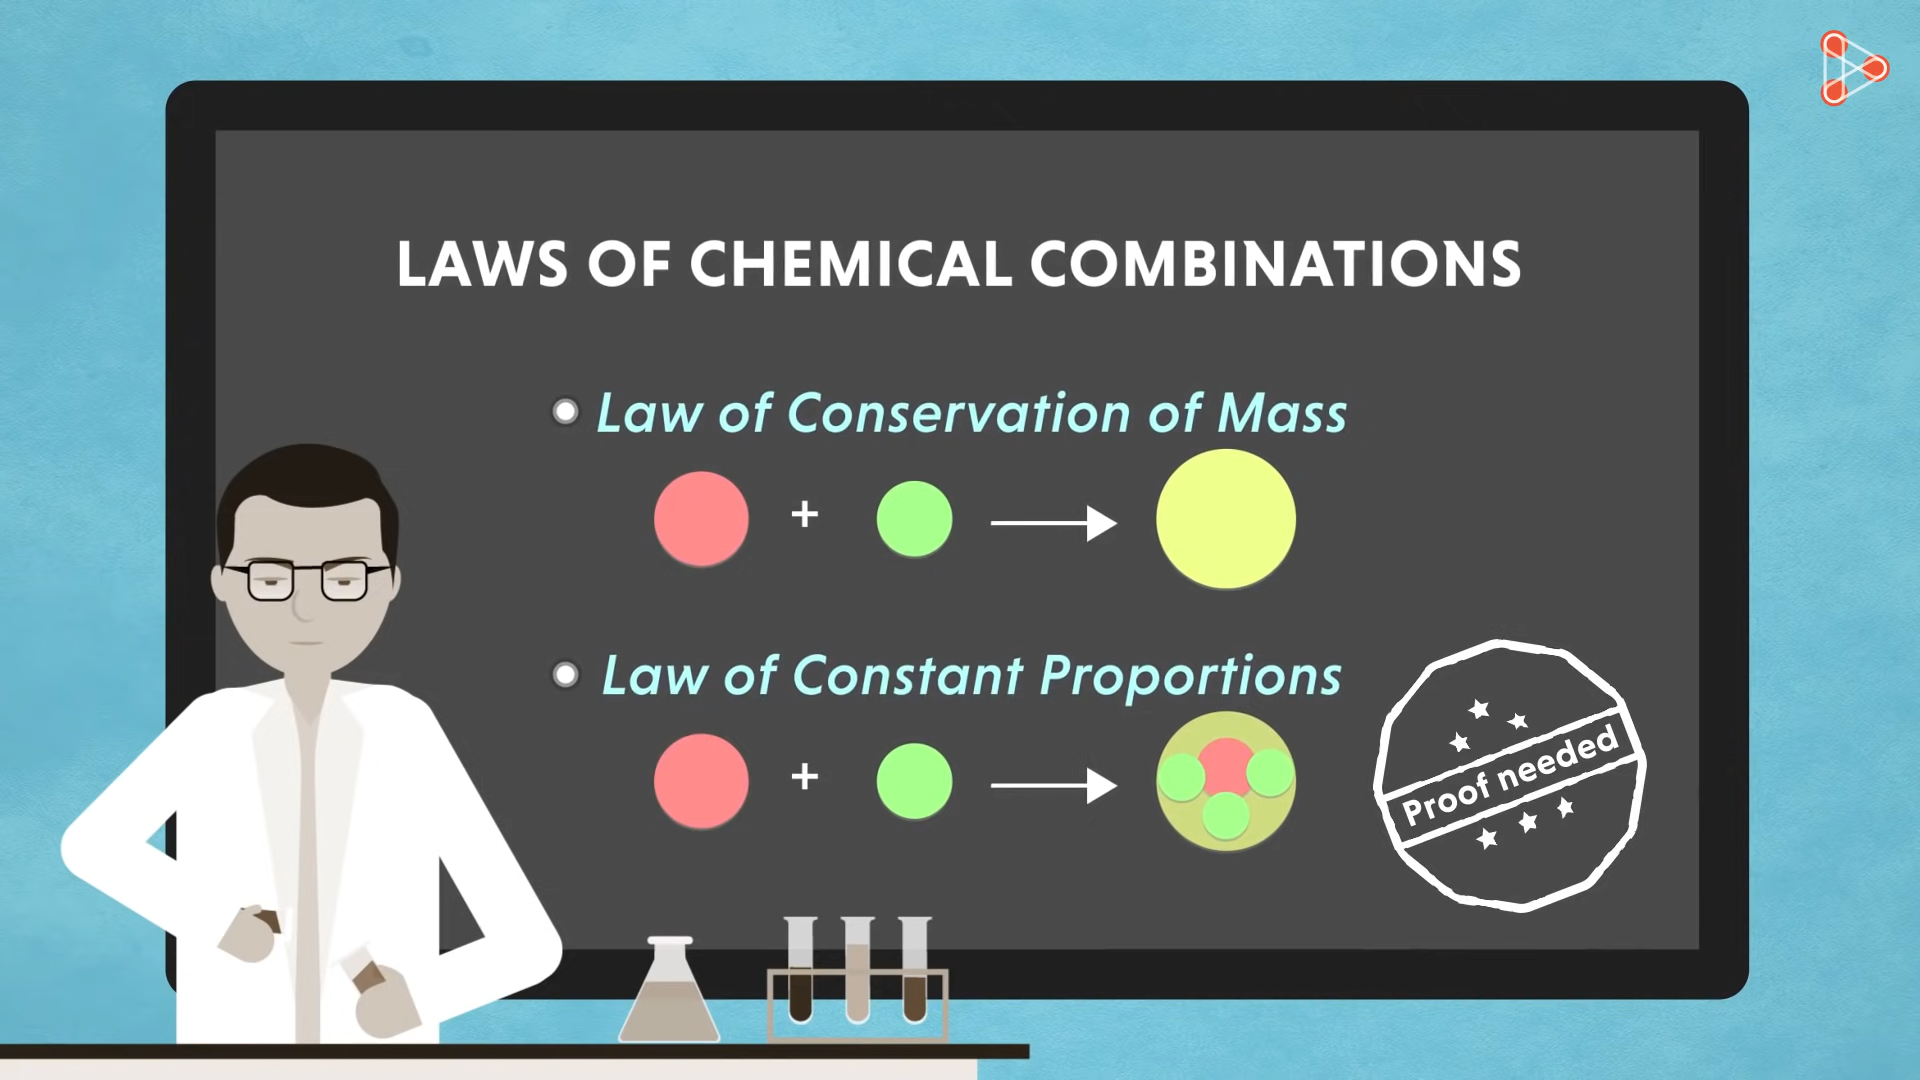 LAWS OF CHEMICAL COMBINATIONS
Law of Conservation of Mass
+
Law of Constant Proportions
+
Proof needed